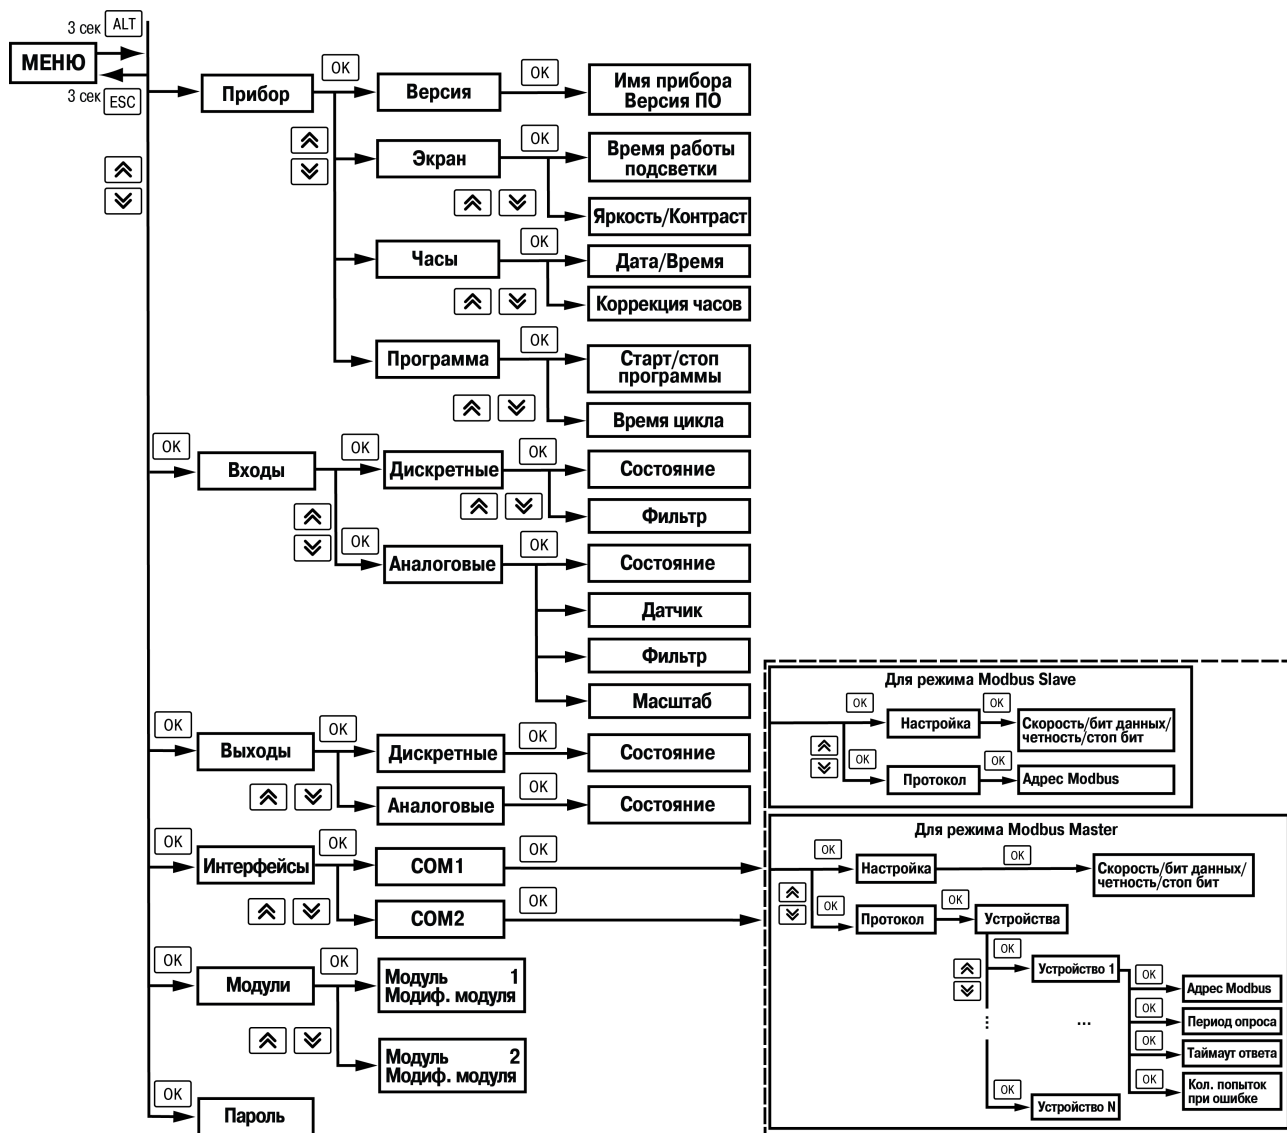 3 сек ALT
МЕНЮ
3 сек ESC
Прибор
OK
Версия
OK
Имя прибора
Версия ПО
Экран
OK
Время работы
подсветки
Яркость/Контраст
Часы
OK
Дата/Время
Коррекция часов
Программа
OK
Старт/стоп
программы
Время цикла
OK
Входы
OK
Дискретные
OK
Состояние
Фильтр
OK
Аналоговые
OK
Состояние
Датчик
Фильтр
Масштаб
OK
Выходы
OK
Дискретные
OK
Состояние
Аналоговые
OK
Состояние
OK
Интерфейсы
OK
COM1
OK
COM2
OK
OK
Модули
OK
Модуль 1
Модиф. модуля
Модуль 2
Модиф. модуля
OK
Пароль
Для режима Modbus Slave
OK
Настройка
OK
Скорость/бит данных/
четность/стоп бит
OK
Протокол
OK
Адрес Modbus
Для режима Modbus Master
OK
Настройка
OK
Скорость/бит данных/
четность/стоп бит
OK
Протокол
OK
Устройства
OK
Устройство 1
OK
Адрес Modbus
OK
Период опроса
...
OK
Таймаут ответа
OK
Кол. попыток
при ошибке
OK
Устройство N